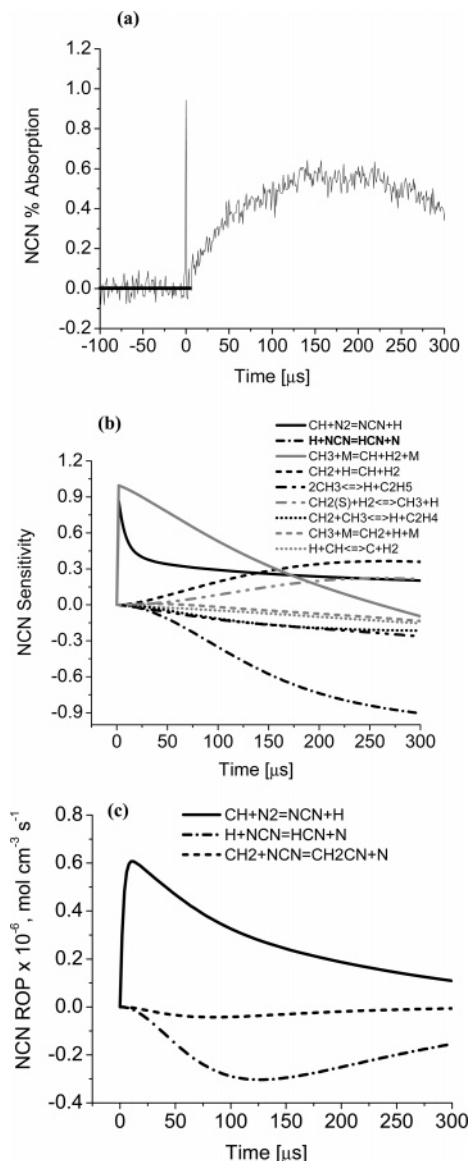 (a)
NCN % Absorption
1.2
1.0
0.8
0.6
0.4
0.2
0.0
-0.2
-100 -50 0 50 100 150 200 250 300
Time [μs]
(b)
CH+N2=NCN+H
H+NCN=HCN+N
CH3+M=CH+H2+M
CH2+H=CH+H2
2CH3<=>H+C2H5
CH2(S)+H2<=>CH3+H
CH2+CH3<=>H+C2H4
CH3+M=CH2+H+M
H+CH<=>C+H2
NCN Sensitivity
1.2
0.9
0.6
0.3
0.0
-0.3
-0.6
-0.9
0 50 100 150 200 250 300
Time [μs]
(c)
CH+N2=NCN+H
H+NCN=HCN+N
CH2+NCN=CH2CN+N
NCN ROP x 10⁻⁶, mol cm⁻³ s⁻¹
0.8
0.6
0.4
0.2
0.0
-0.2
-0.4
0 50 100 150 200 250 300
Time [μs]